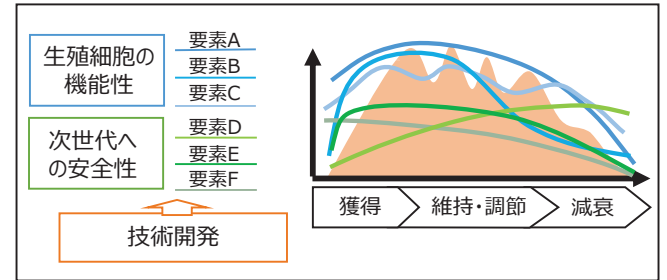 生殖細胞の
機能性
要素A
要素B
要素C
次世代へ
の安全性
要素D
要素E
要素F
技術開発
獲得
維持・調節
減衰